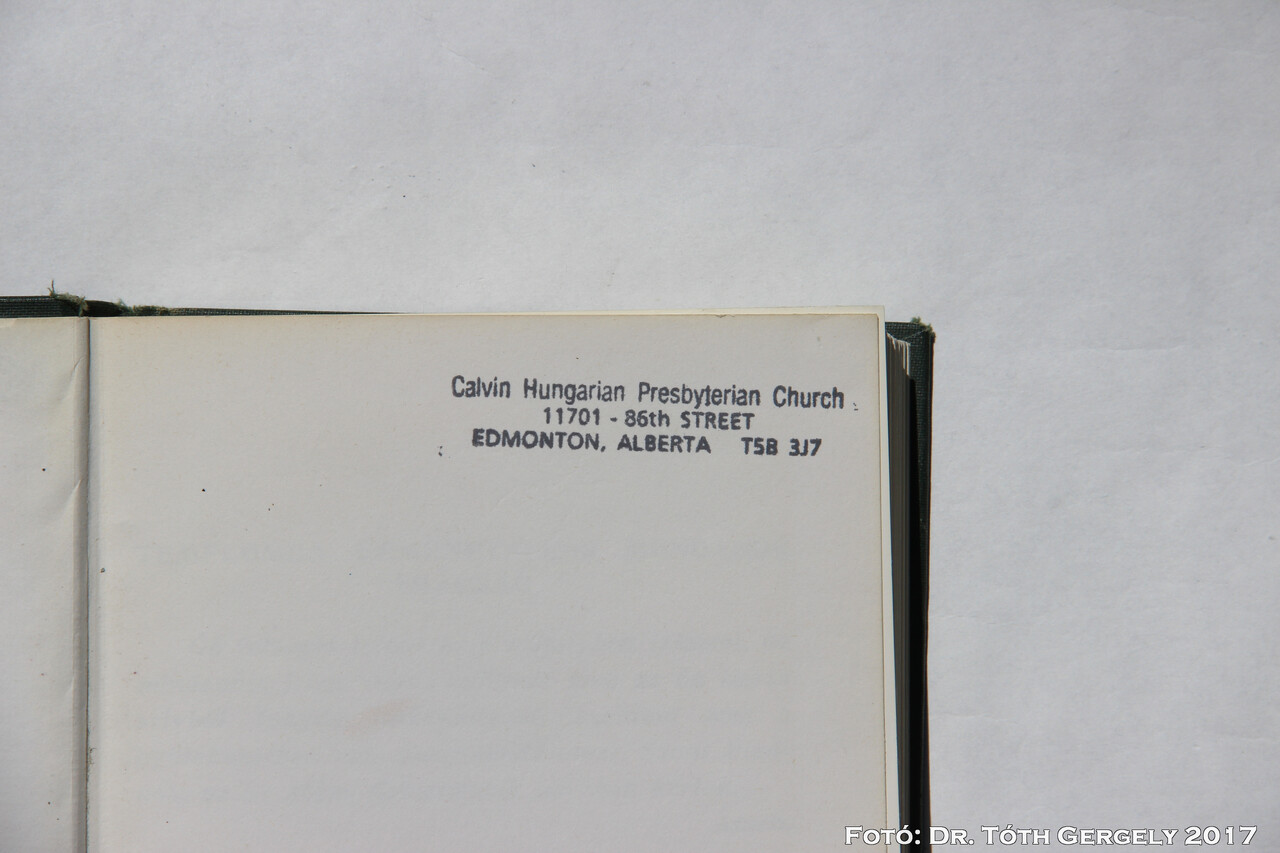 Calvin Hungarian Presbyterian Church
11701 - 86th STREET
EDMONTON, ALBERTA T5B 3J7
Fotó: Dr. Tóth Gergely 2017